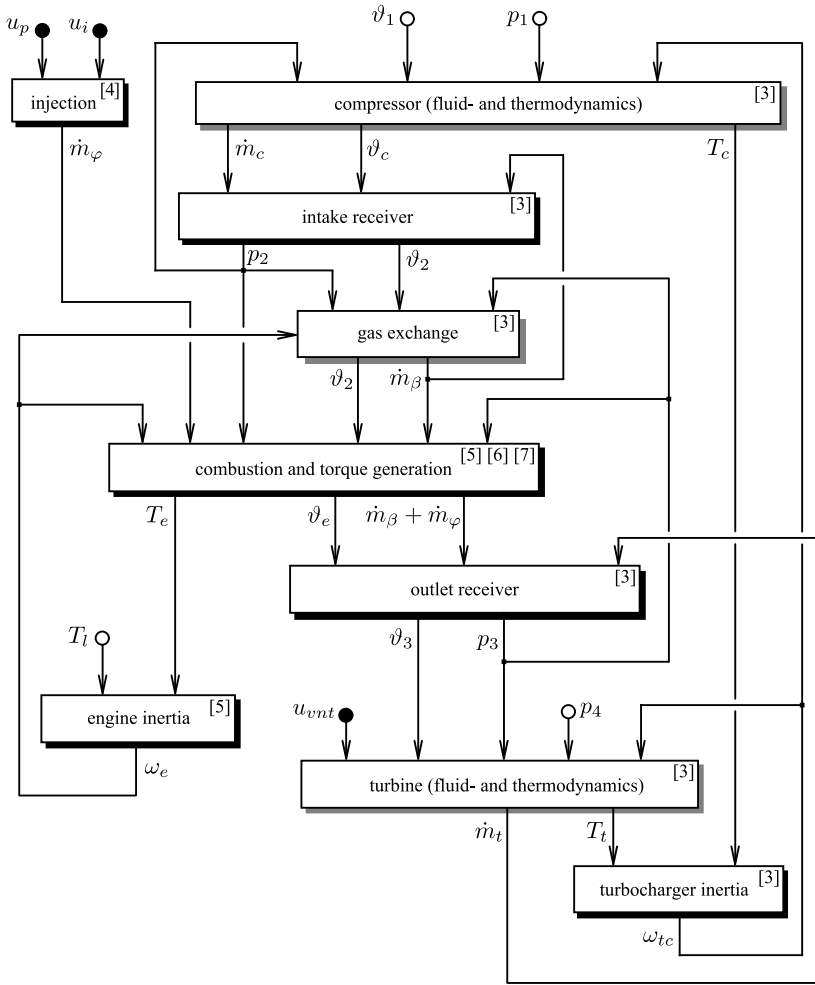 u_p u_i ϑ_1 p_1
injection [4]
compressor (fluid- and thermodynamics) [3]
ṁ_φ ṁ_c ϑ_c T_c
intake receiver [3]
p_2 ϑ_2
gas exchange [3]
ϑ_2 ṁ_β
combustion and torque generation [5] [6] [7]
T_e ϑ_e ṁ_β + ṁ_φ
outlet receiver [3]
T_l ϑ_3 p_3
engine inertia [5]
u_vnt p_4
ω_e
turbine (fluid- and thermodynamics) [3]
ṁ_t T_t
turbocharger inertia [3]
ω_tc